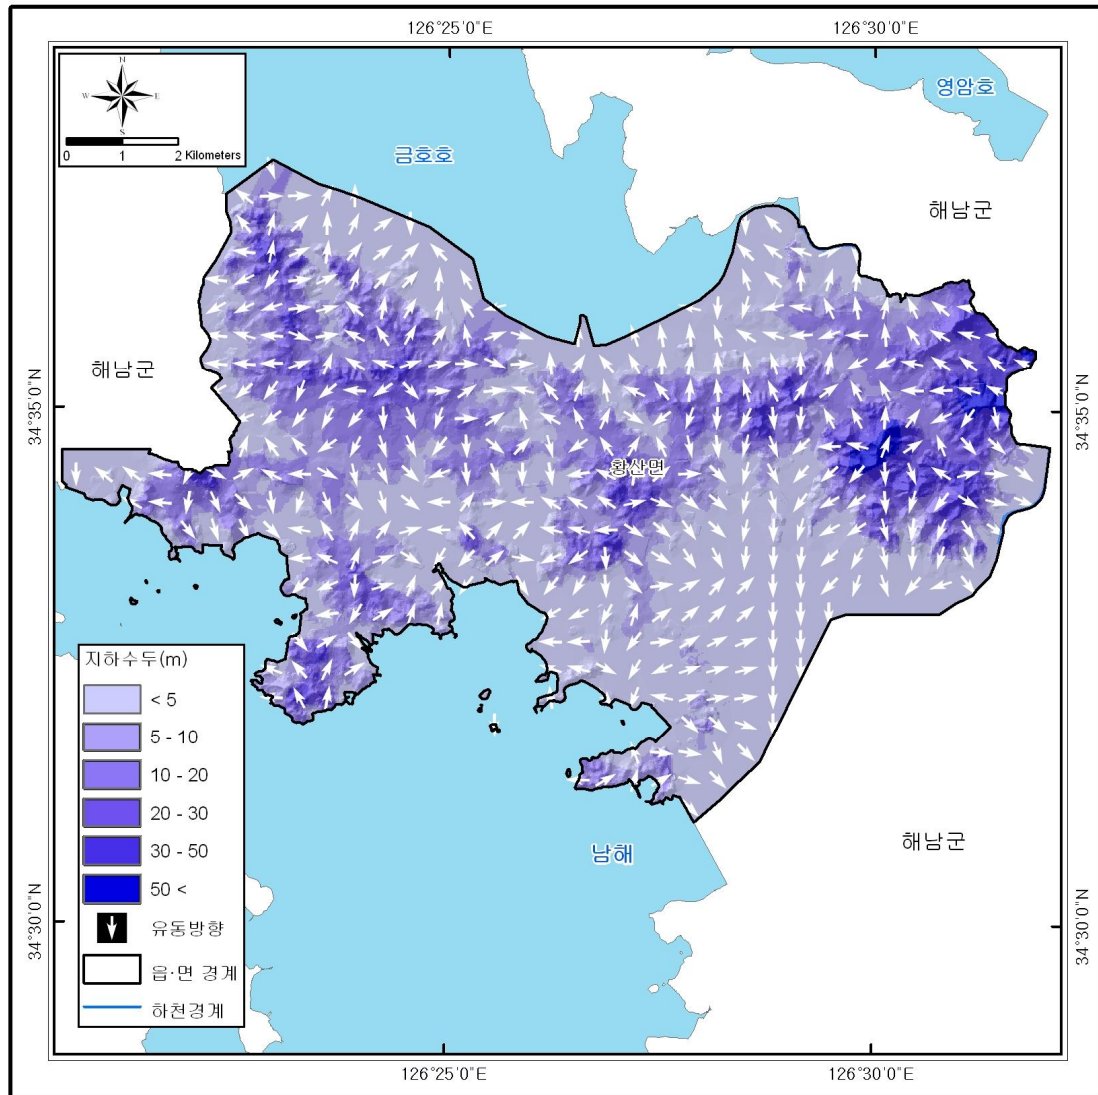 126°25'0"E
126°30'0"E
N
W
E
S
0
1
2 Kilometers
영암호
금호호
해남군
해남군
34°35'0"N
34°35'0"N
황산면
지하수두(m)
< 5
5 - 10
10 - 20
20 - 30
30 - 50
50 <
유동방향
읍·면 경계
하천경계
남해
해남군
34°30'0"N
34°30'0"N
126°25'0"E
126°30'0"E